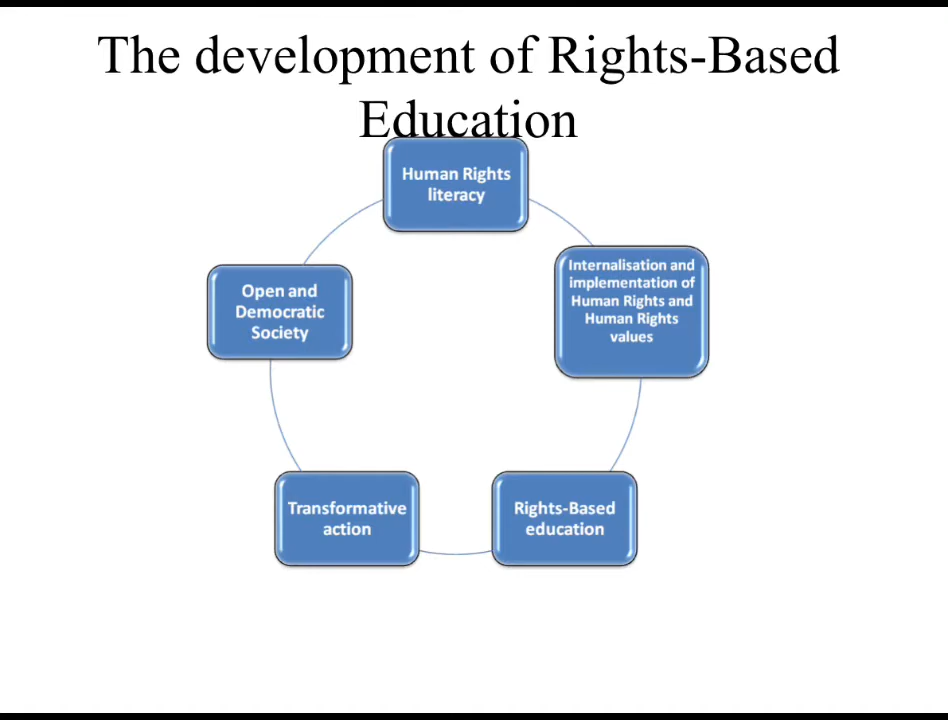 The development of Rights-Based
Education
Human Rights
literacy
Internalisation and
implementation of
Human Rights and
Human Rights
values
Rights-Based
education
Transformative
action
Open and
Democratic
Society